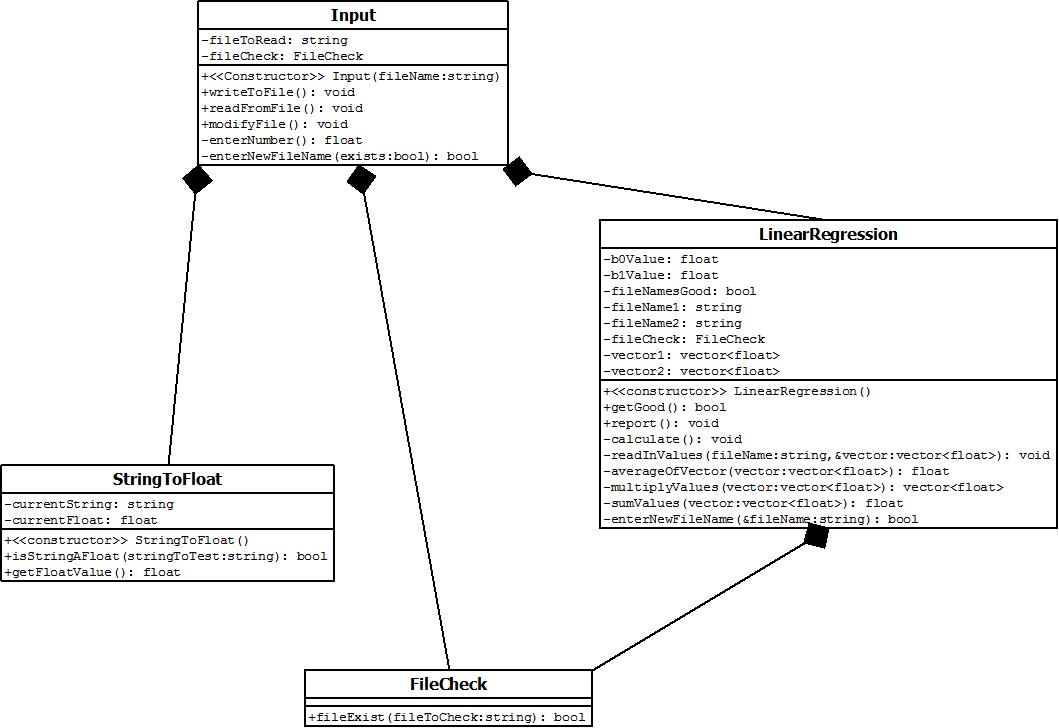 Input
-fileToRead: string
-fileCheck: FileCheck
+<<Constructor>> Input(fileName:string)
+writeToFile(): void
+readFromFile(): void
+modifyFile(): void
-enterNumber(): float
-enterNewFileName(exists:bool): bool
LinearRegression
-b0Value: float
-b1Value: float
-fileNamesGood: bool
-fileName1: string
-fileName2: string
-fileCheck: FileCheck
-vector1: vector<float>
-vector2: vector<float>
+<<constructor>> LinearRegression()
+getGood(): bool
+report(): void
-calculate(): void
-readInValues(fileName:string,&vector:vector<float>): void
-averageOfVector(vector:vector<float>): float
-multiplyValues(vector:vector<float>): vector<float>
-sumValues(vector:vector<float>): float
-enterNewFileName(&fileName:string): bool
StringToFloat
-currentString: string
-currentFloat: float
+<<constructor>> StringToFloat()
+isStringAFloat(stringToTest:string): bool
+getFloatValue(): float
FileCheck
+fileExist(fileToCheck:string): bool